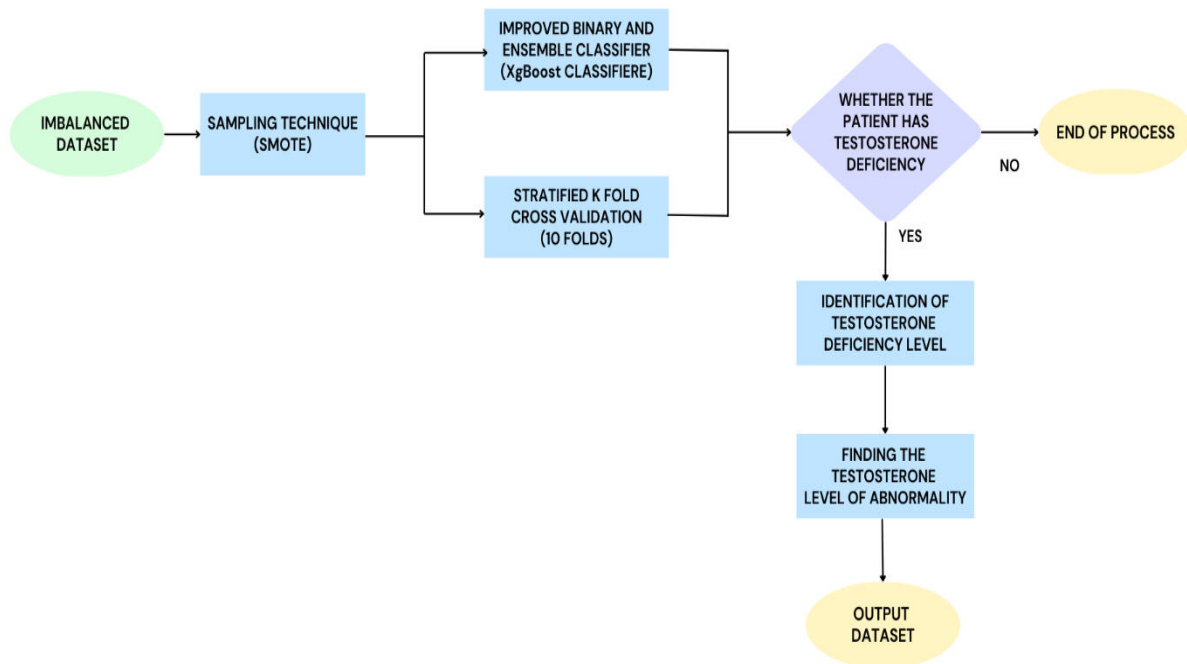 IMBALANCED
DATASET
SAMPLING TECHNIQUE
(SMOTE)
IMPROVED BINARY AND
ENSEMBLE CLASSIFIER
(XgBoost CLASSIFIERE)
STRATIFIED K FOLD
CROSS VALIDATION
(10 FOLDS)
WHETHER THE
PATIENT HAS
TESTOSTERONE
DEFICIENCY
NO
END OF PROCESS
YES
IDENTIFICATION OF
TESTOSTERONE
DEFICIENCY LEVEL
FINDING THE
TESTOSTERONE
LEVEL OF ABNORMALITY
OUTPUT
DATASET